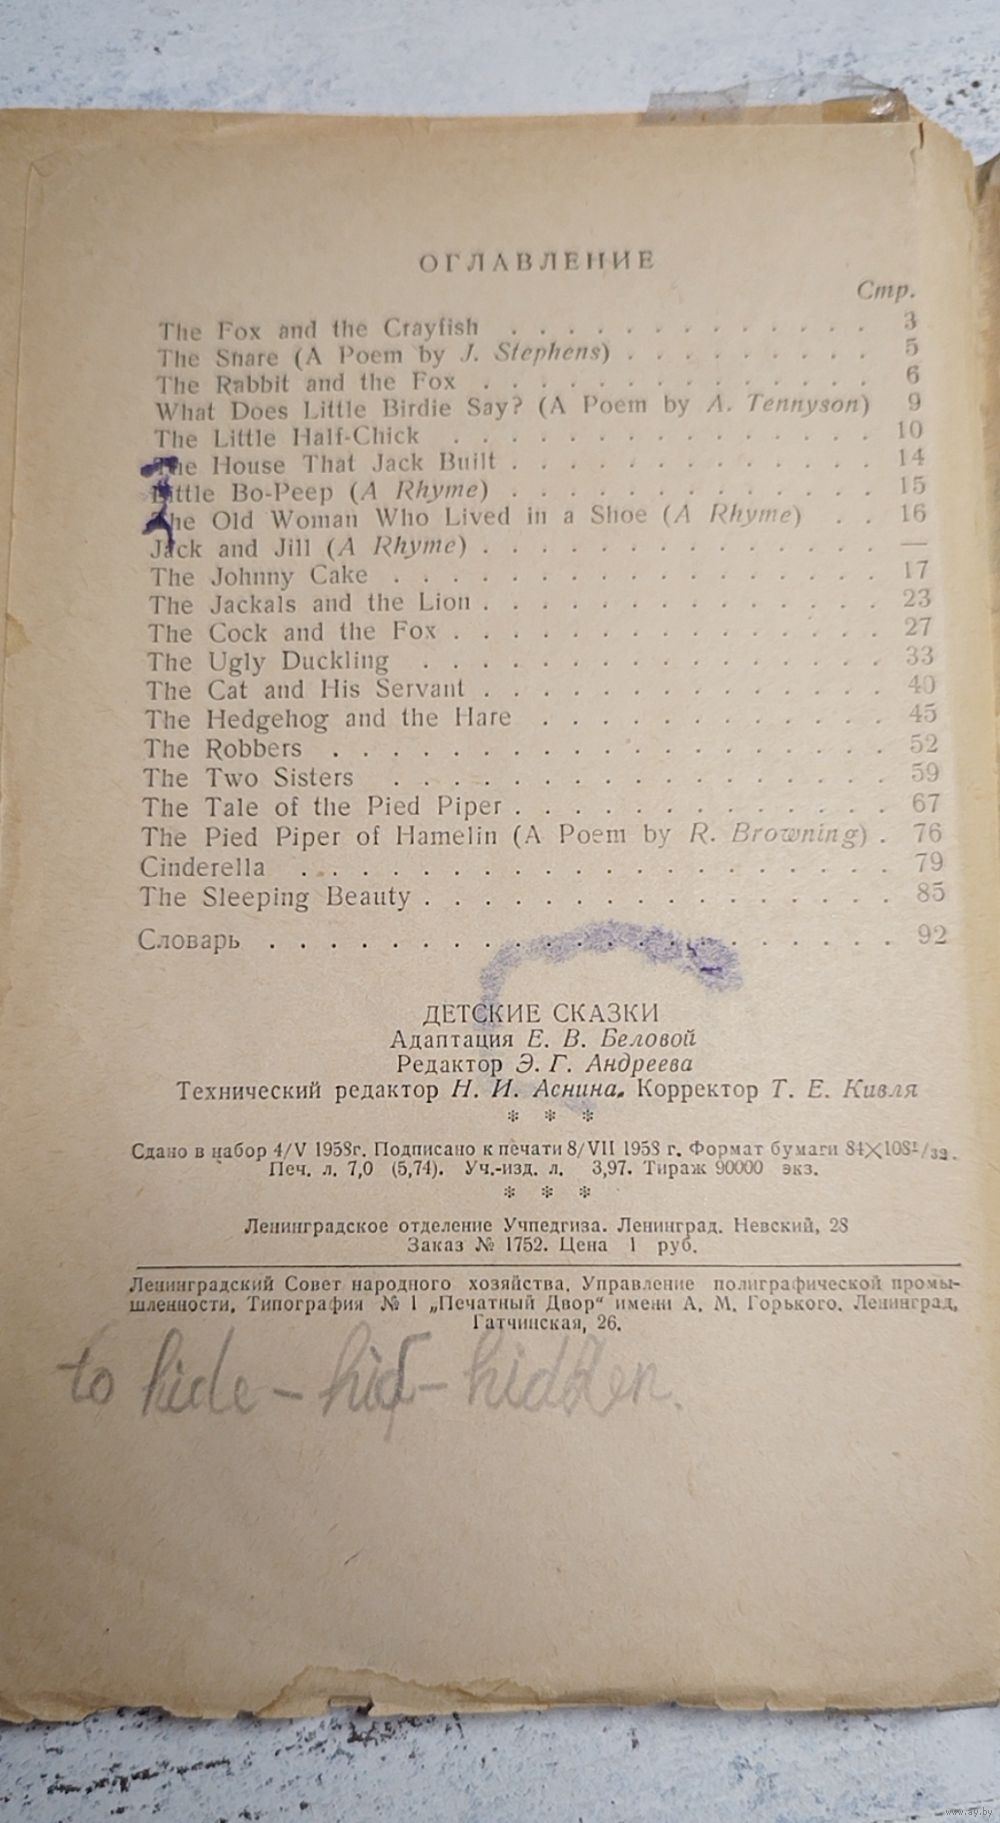 ОГЛАВЛЕНИЕ
Стр.
The Fox and the Crayfish . . . . . . . . . . . . . 3
The Snare (A Poem by J. Stephens) . . . . . . . . . 5
The Rabbit and the Fox . . . . . . . . . . . . . . 6
What Does Little Birdie Say? (A Poem by A. Tennyson) 9
The Little Half-Chick . . . . . . . . . . . . . . . 10
The House That Jack Built . . . . . . . . . . . . . 14
Little Bo-Peep (A Rhyme) . . . . . . . . . . . . . 15
The Old Woman Who Lived in a Shoe (A Rhyme) . . 16
Jack and Jill (A Rhyme) . . . . . . . . . . . . . . —
The Johnny Cake . . . . . . . . . . . . . . . . . 17
The Jackals and the Lion . . . . . . . . . . . . . . 23
The Cock and the Fox . . . . . . . . . . . . . . . 27
The Ugly Duckling . . . . . . . . . . . . . . . . 33
The Cat and His Servant . . . . . . . . . . . . . . 40
The Hedgehog and the Hare . . . . . . . . . . . . 45
The Robbers . . . . . . . . . . . . . . . . . . . 52
The Two Sisters . . . . . . . . . . . . . . . . . 59
The Tale of the Pied Piper . . . . . . . . . . . . . 67
The Pied Piper of Hamelin (A Poem by R. Browning) . 76
Cinderella . . . . . . . . . . . . . . . . . . . . 79
The Sleeping Beauty . . . . . . . . . . . . . . . . 85
Словарь . . . . . . . . . . . . . . . . . . . . . 92
ДЕТСКИЕ СКАЗКИ
Адаптация Е. В. Беловой
Редактор Э. Г. Андреева
Технический редактор Н. И. Аснина. Корректор Т. Е. Кивля
* * *
Сдано в набор 4/V 1958г. Подписано к печати 8/VII 1958 г. Формат бумаги 84×108¹/₃₂.
Печ. л. 7,0 (5,74). Уч.-изд. л. 3,97. Тираж 90000 экз.
* * *
Ленинградское отделение Учпедгиза. Ленинград. Невский, 28
Заказ № 1752. Цена 1 руб.
Ленинградский Совет народного хозяйства. Управление полиграфической промы-
шленности. Типография № 1 „Печатный Двор“ имени А. М. Горького. Ленинград,
Гатчинская, 26.
to hide – hid – hidden.
www.ay.by